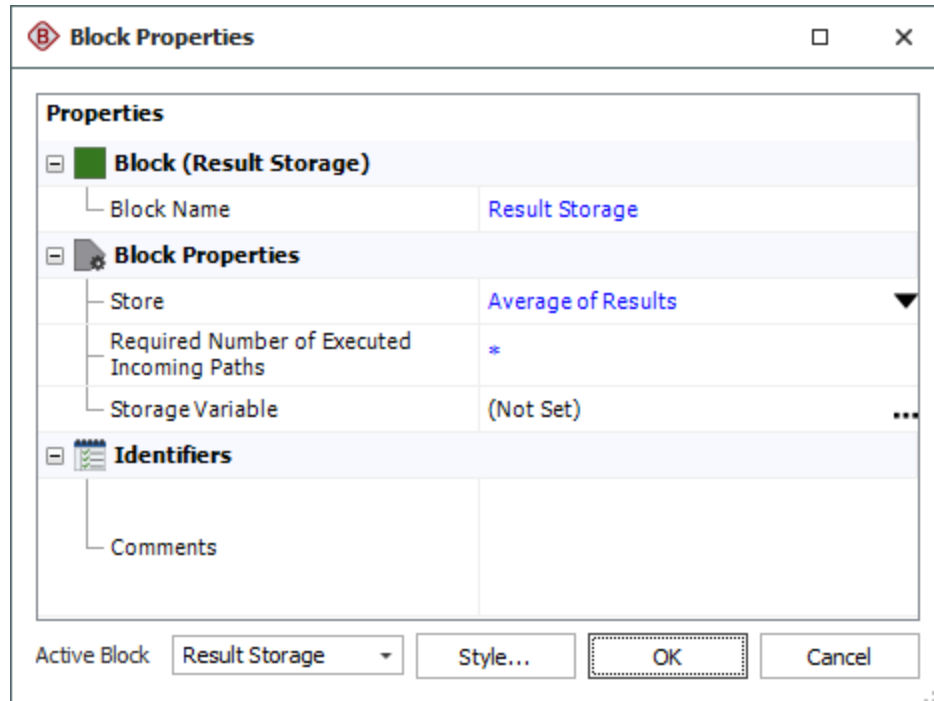 B Block Properties
Properties
Block (Result Storage)
Block Name Result Storage
Block Properties
Store Average of Results
Required Number of Executed
Incoming Paths *
Storage Variable (Not Set) ...
Identifiers
Comments
Active Block Result Storage Style... OK Cancel